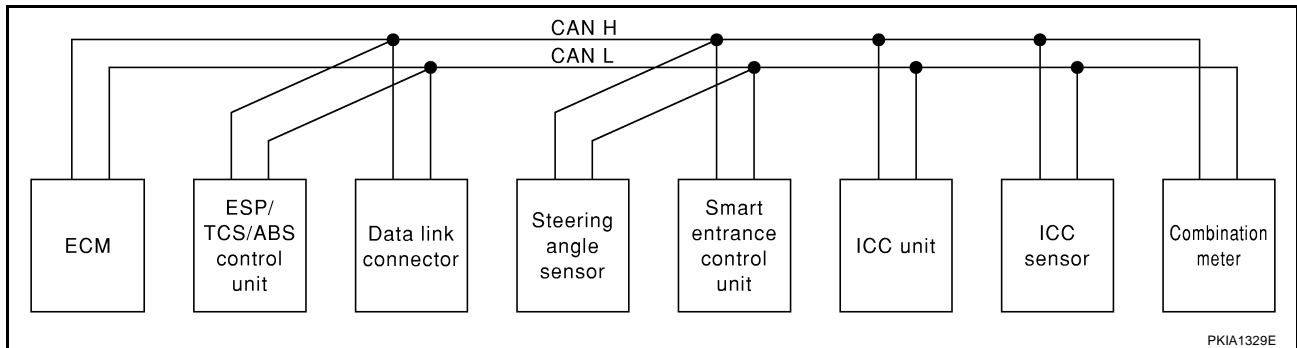 CAN H
CAN L
ECM
ESP/
TCS/ABS
control
unit
Data link
connector
Steering
angle
sensor
Smart
entrance
control
unit
ICC unit
ICC
sensor
Combination
meter
PKIA1329E